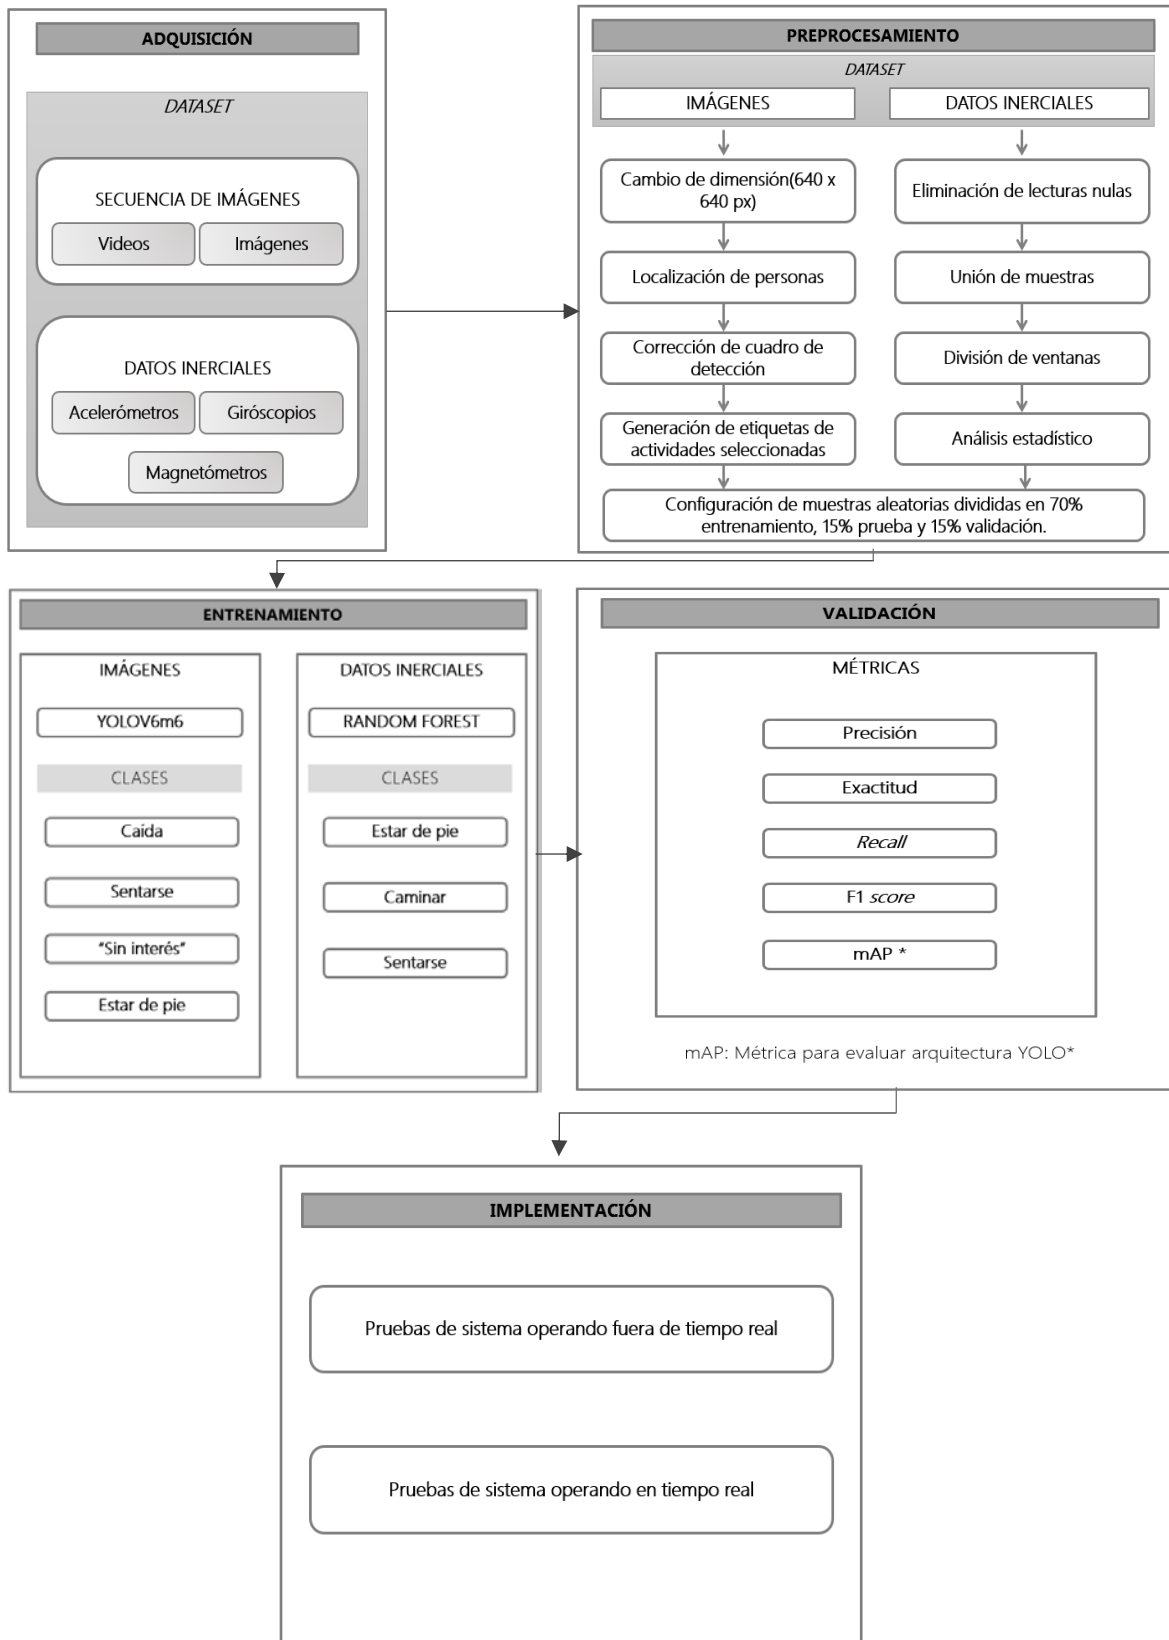 ADQUISICIÓN
DATASET
SECUENCIA DE IMÁGENES
Videos
Imágenes
DATOS INERCIALES
Acelerómetros
Giróscopios
Magnetómetros
PREPROCESAMIENTO
DATASET
IMÁGENES
DATOS INERCIALES
Cambio de dimensión(640 x
640 px)
Localización de personas
Corrección de cuadro de
detección
Generación de etiquetas de
actividades seleccionadas
Eliminación de lecturas nulas
Unión de muestras
División de ventanas
Análisis estadístico
Configuración de muestras aleatorias divididas en 70%
entrenamiento, 15% prueba y 15% validación.
ENTRENAMIENTO
IMÁGENES
YOLOV6m6
CLASES
Caída
Sentarse
"Sin interés"
Estar de pie
DATOS INERCIALES
RANDOM FOREST
CLASES
Estar de pie
Caminar
Sentarse
VALIDACIÓN
MÉTRICAS
Precisión
Exactitud
Recall
F1 score
mAP *
mAP: Métrica para evaluar arquitectura YOLO*
IMPLEMENTACIÓN
Pruebas de sistema operando fuera de tiempo real
Pruebas de sistema operando en tiempo real